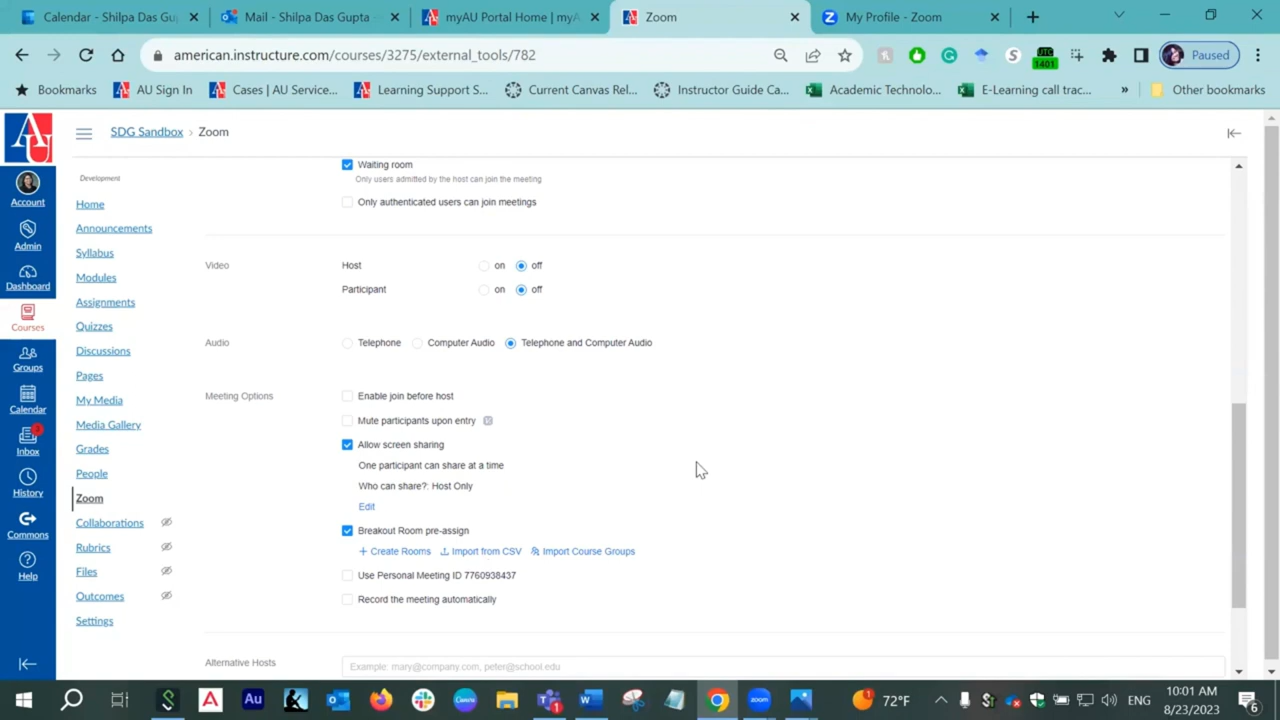 Calendar - Shilpa Das Gup
Mail - Shilpa Das Gupta
myAU Portal Home | myA
Zoom
My Profile - Zoom
american.instructure.com/courses/3275/external_tools/782
S
UTC
1401
Paused
Bookmarks
AU Sign In
Cases | AU Service...
Learning Support S...
Current Canvas Rel...
Instructor Guide Ca...
Academic Technolo...
E-Learning call trac...
»
Other bookmarks
AU
SDG Sandbox › Zoom
Account
Admin
Dashboard
Courses
Groups
Calendar
Inbox
History
Commons
Help
Development
Home
Announcements
Syllabus
Modules
Assignments
Quizzes
Discussions
Pages
My Media
Media Gallery
Grades
People
Zoom
Collaborations
Rubrics
Files
Outcomes
Settings
Waiting room
Only users admitted by the host can join the meeting
Only authenticated users can join meetings
Video
Host on off
Participant on off
Audio
Telephone Computer Audio Telephone and Computer Audio
Meeting Options
Enable join before host
Mute participants upon entry
Allow screen sharing
One participant can share at a time
Who can share?: Host Only
Edit
Breakout Room pre-assign
+ Create Rooms Import from CSV Import Course Groups
Use Personal Meeting ID 7760938437
Record the meeting automatically
Alternative Hosts
Example: mary@company.com, peter@school.edu
Au
Canva
zoom
72°F
ENG
10:01 AM
8/23/2023
6